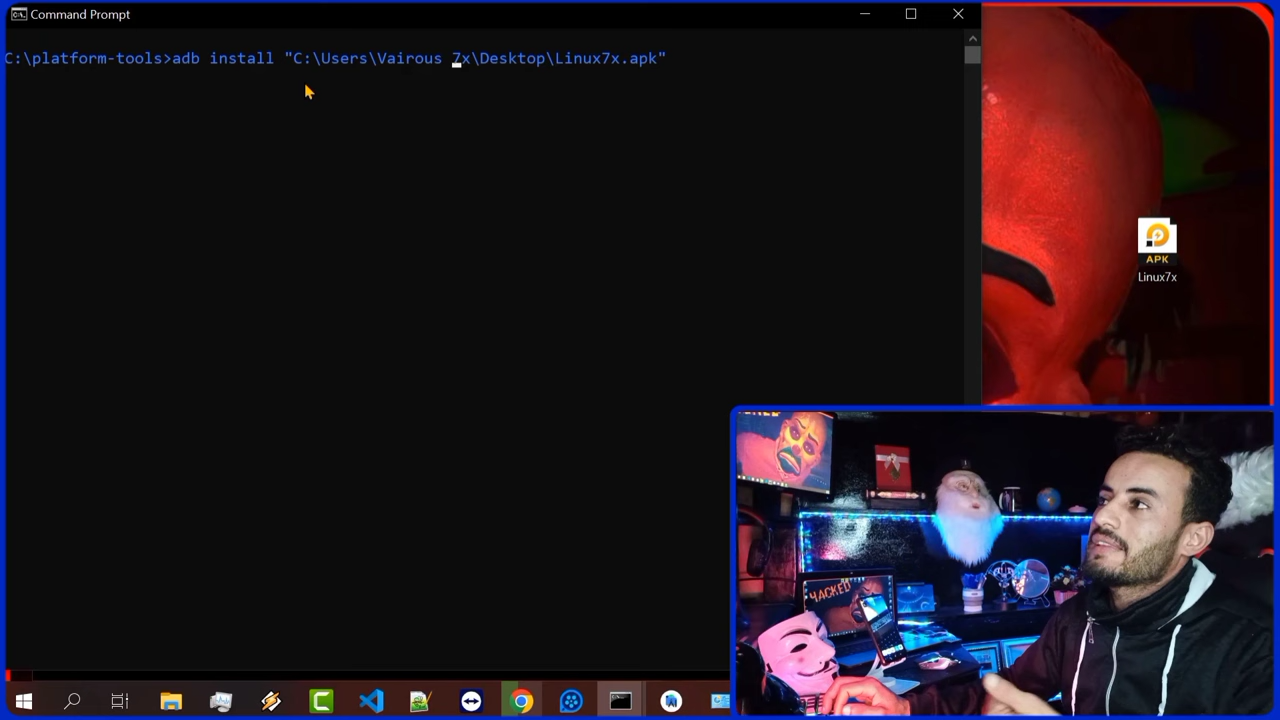 Command Prompt
C:\platform-tools>adb install "C:\Users\Vairous 7x\Desktop\Linux7x.apk"
APK
Linux7x
HACKED